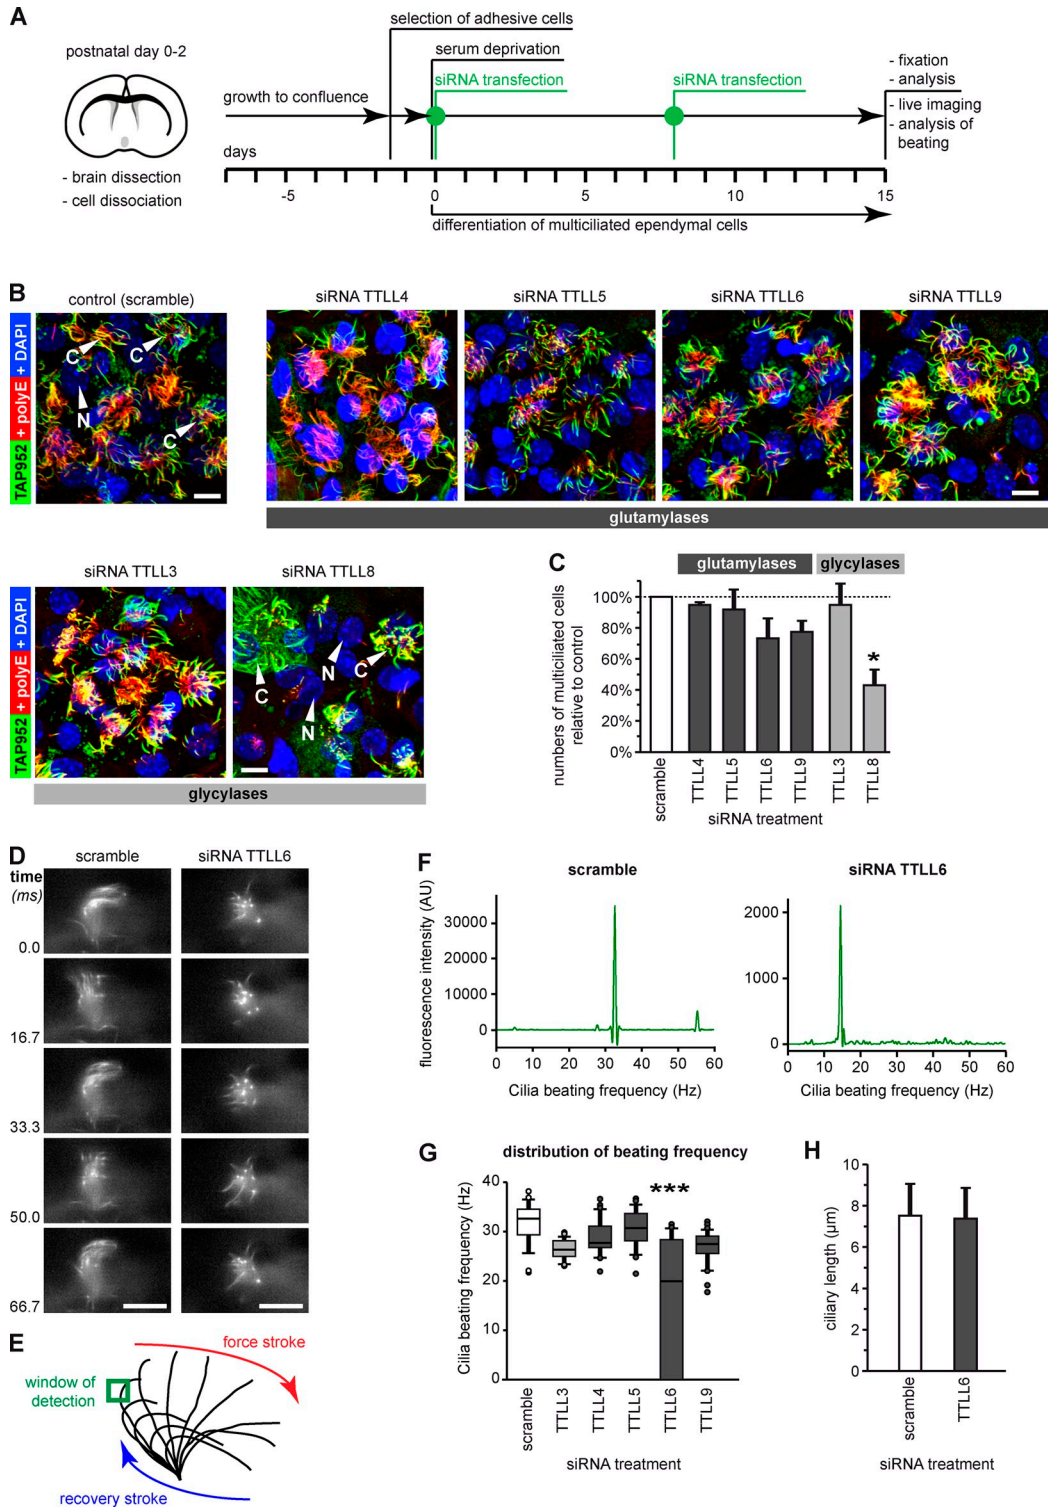 A
postnatal day 0-2
- brain dissection
- cell dissociation
selection of adhesive cells
serum deprivation
siRNA transfection
siRNA transfection
growth to confluence
days
-5
0
5
10
15
differentiation of multiciliated ependymal cells
- fixation
- analysis
- live imaging
- analysis of
beating
B
control (scramble)
siRNA TTLL4
siRNA TTLL5
siRNA TTLL6
siRNA TTLL9
TAP952 + polyE + DAPI
C
C
N
C
glutamylases
siRNA TTLL3
siRNA TTLL8
TAP952 + polyE + DAPI
N
C
C
N
glycylases
C
glutamylases
glycylases
numbers of multiciliated cells
relative to control
100%
80%
60%
40%
20%
0%
*
scramble
TTLL4
TTLL5
TTLL6
TTLL9
TTLL3
TTLL8
siRNA treatment
D
scramble
siRNA TTLL6
time
(ms)
0.0
16.7
33.3
50.0
66.7
E
force stroke
window of
detection
recovery stroke
F
scramble
siRNA TTLL6
fluorescence intensity (AU)
30000
20000
10000
0
0 10 20 30 40 50 60
Cilia beating frequency (Hz)
2000
1000
0
0 10 20 30 40 50 60
Cilia beating frequency (Hz)
G
distribution of beating frequency
Cilia beating frequency (Hz)
40
30
20
10
0
***
scramble
TTLL3
TTLL4
TTLL5
TTLL6
TTLL9
siRNA treatment
H
ciliary length (µm)
10
8
6
4
2
0
scramble
TTLL6
siRNA treatment